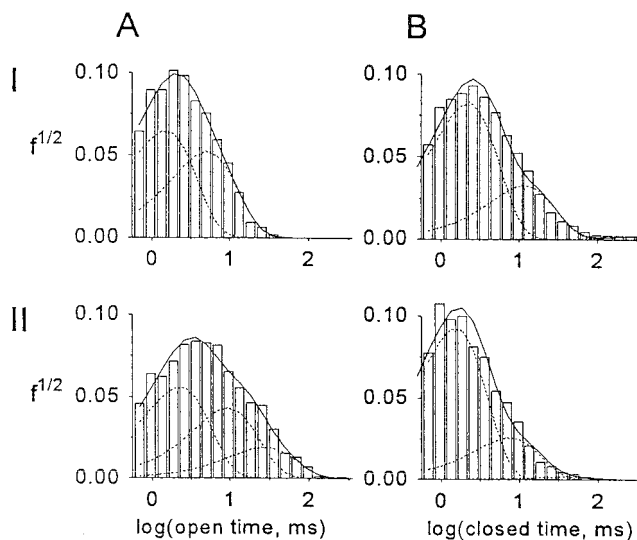 A B
I
0.10 0.10
f1/2 0.05 0.05
0.00 0.00
0 1 2 0 1 2
II
0.10 0.10
f1/2 0.05 0.05
0.00 0.00
0 1 2 0 1 2
log(open time, ms) log(closed time, ms)